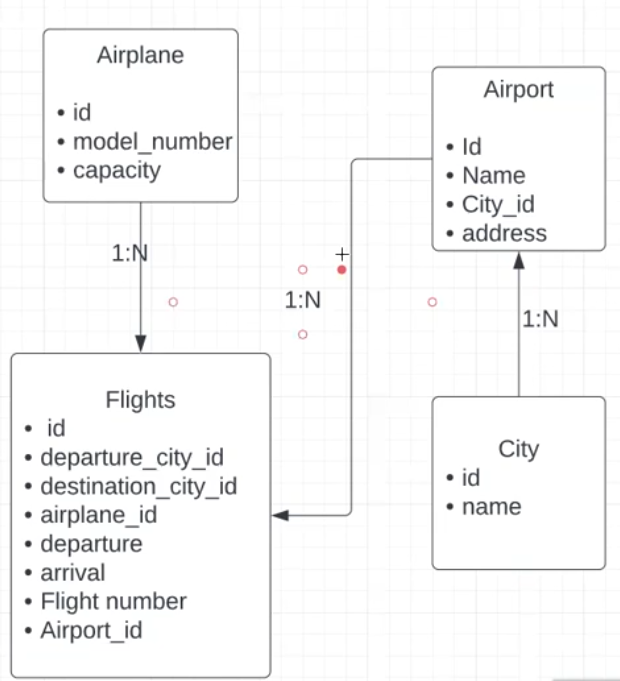 Airplane
• id
• model_number
• capacity
1:N
Airport
• Id
• Name
• City_id
• address
1:N
1:N
Flights
• id
• departure_city_id
• destination_city_id
• airplane_id
• departure
• arrival
• Flight number
• Airport_id
City
• id
• name